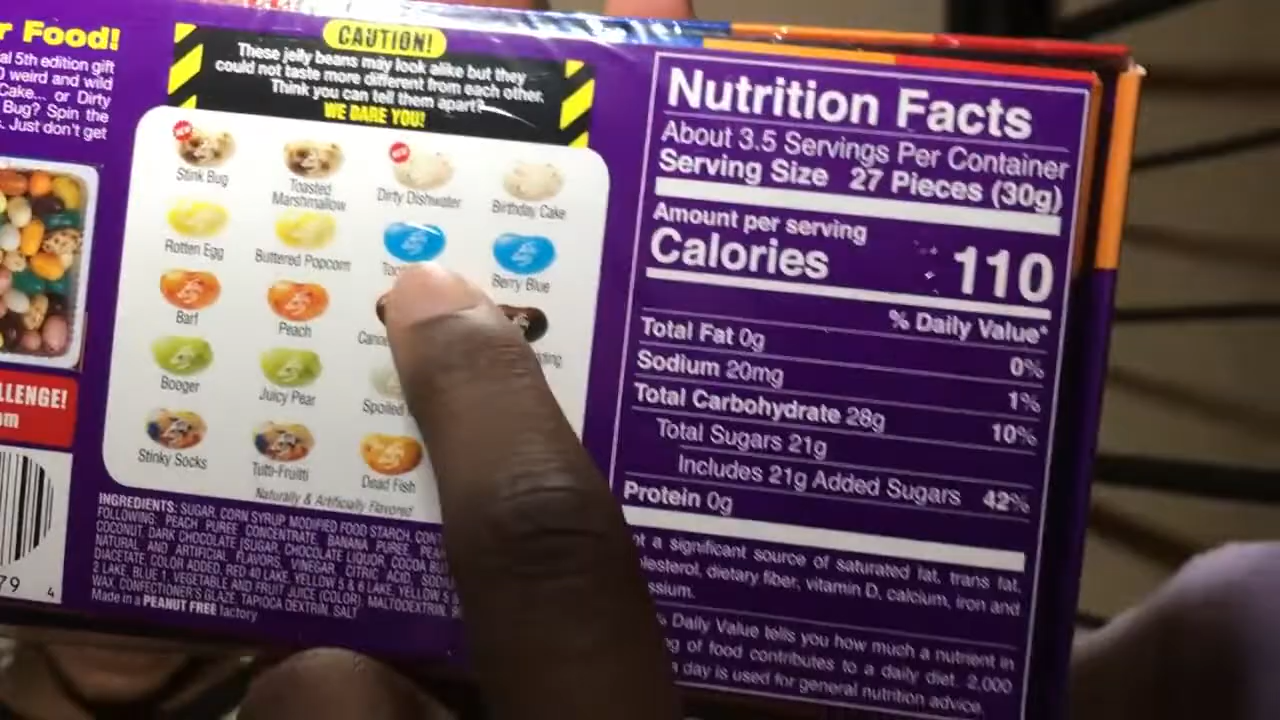 r Food!
al 5th edition gift
0 weird and wild
Cake... or Dirty
Bug? Spin the
s. Just don't get
LLENGE!
om
79 4
CAUTION!
These jelly beans may look alike but they
could not taste more different from each other.
Think you can tell them apart?
WE DARE YOU!
NEW
NEW
Stink Bug
Toasted
Marshmallow
Dirty Dishwater
Birthday Cake
Rotten Egg
Buttered Popcorn
Berry Blue
Barf
Peach
Booger
Juicy Pear
Spoiled
Stinky Socks
Tutti-Fruitti
Dead Fish
Naturally & Artificially Flavored
INGREDIENTS: SUGAR, CORN SYRUP, MODIFIED FOOD STARCH, CON
FOLLOWING: PEACH PUREE CONCENTRATE, BANANA PUREE, PEA
COCONUT, DARK CHOCOLATE (SUGAR, CHOCOLATE LIQUOR, COCOA BU
NATURAL AND ARTIFICIAL FLAVORS, VINEGAR, CITRIC ACID, SODIU
DIACETATE, COLOR ADDED, RED 40 LAKE, YELLOW 5 & 6 LAKE, YELLOW 5 &
2 LAKE, BLUE 1, VEGETABLE AND FRUIT JUICE (COLOR), MALTODEXTRIN,
WAX, CONFECTIONER'S GLAZE, TAPIOCA DEXTRIN, SALT
Made in a PEANUT FREE factory
Nutrition Facts
About 3.5 Servings Per Container
Serving Size 27 Pieces (30g)
Amount per serving
Calories 110
% Daily Value*
Total Fat 0g 0%
Sodium 20mg 1%
Total Carbohydrate 28g 10%
Total Sugars 21g
Includes 21g Added Sugars 42%
Protein 0g
t a significant source of saturated fat, trans fat,
lesterol, dietary fiber, vitamin D, calcium, iron and
ssium.
% Daily Value tells you how much a nutrient in
g of food contributes to a daily diet. 2,000
a day is used for general nutrition advice.